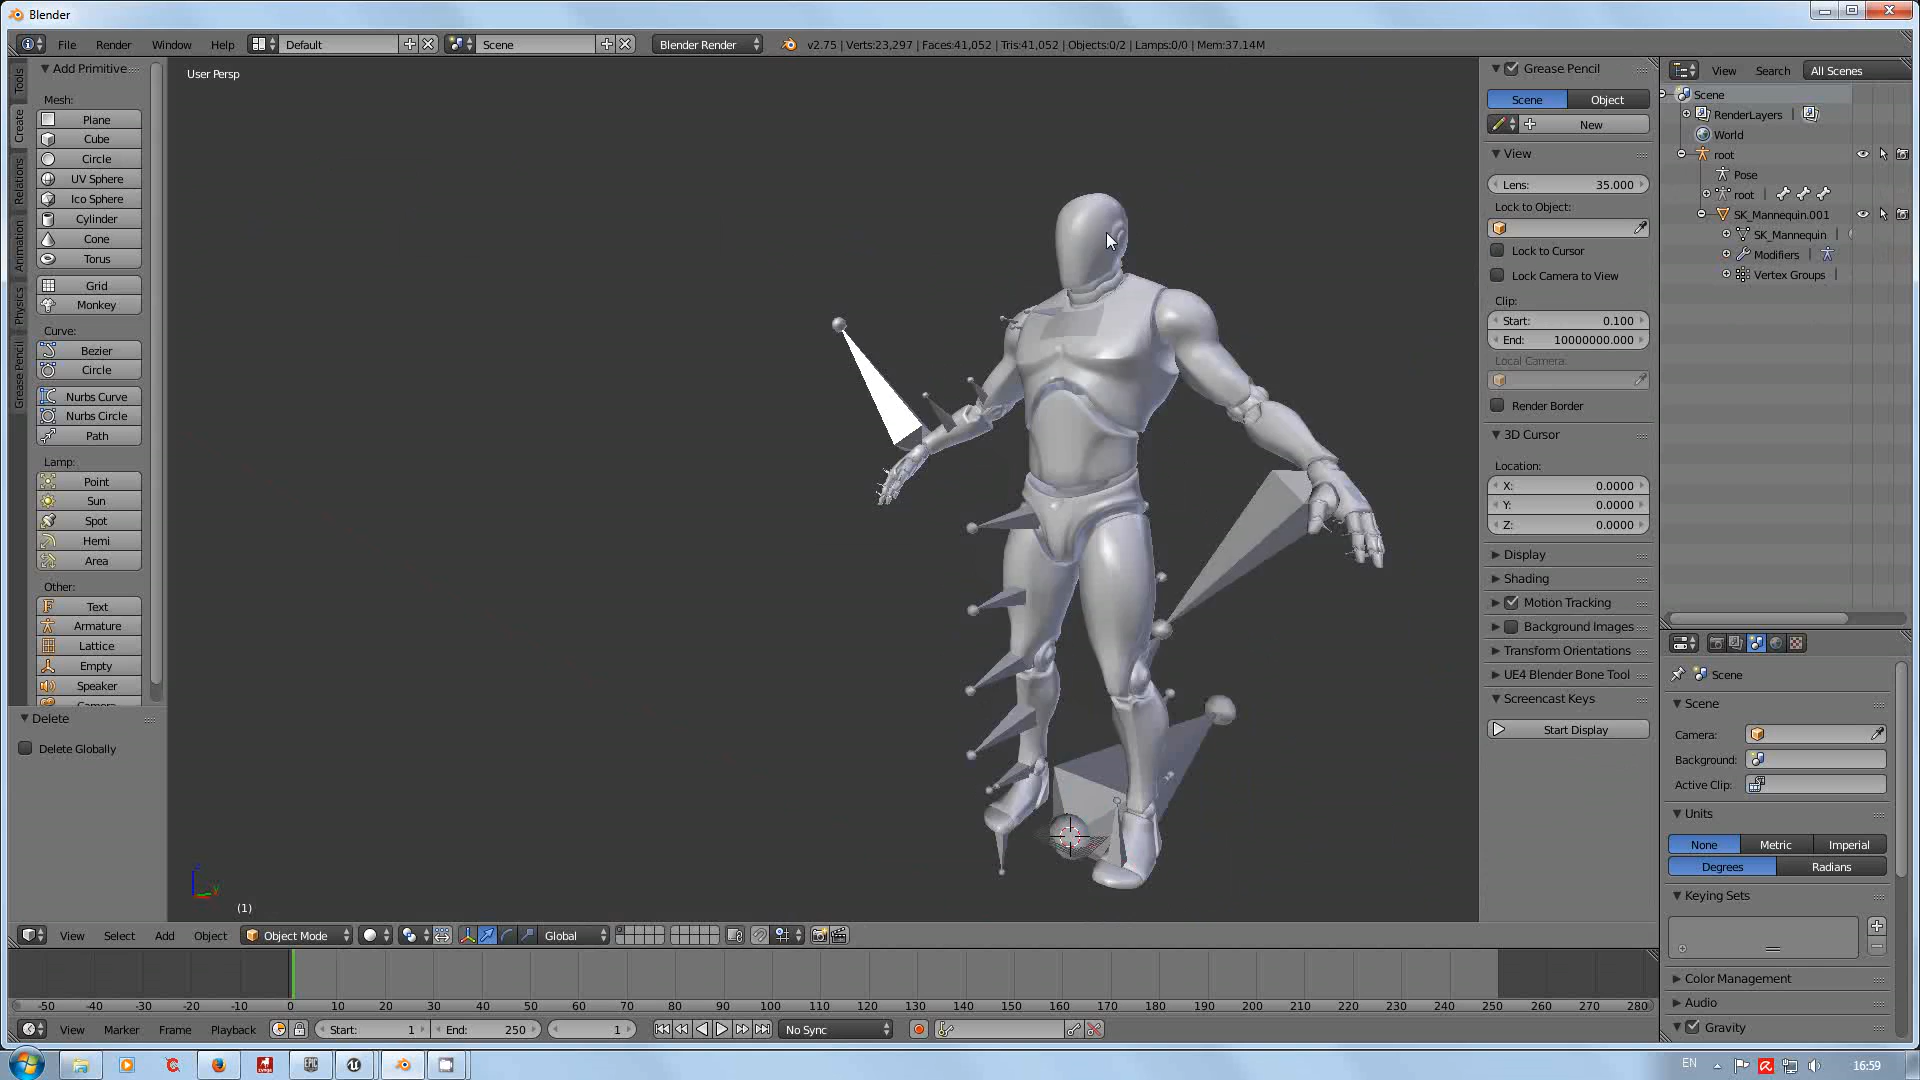 Blender
File Render Window Help Default Scene Blender Render v2.75 | Verts:23,297 | Faces:41,052 | Tris:41,052 | Objects:0/2 | Lamps:0/0 | Mem:37.14M
Tools
Create
Relations
Animation
Physics
Grease Pencil
Add Primitive
Mesh:
Plane
Cube
Circle
UV Sphere
Ico Sphere
Cylinder
Cone
Torus
Grid
Monkey
Curve:
Bezier
Circle
Nurbs Curve
Nurbs Circle
Path
Lamp:
Point
Sun
Spot
Hemi
Area
Other:
Text
Armature
Lattice
Empty
Speaker
Camera
Delete
Delete Globally
User Persp
(1)
Grease Pencil
Scene Object
New
View
Lens: 35.000
Lock to Object:
Lock to Cursor
Lock Camera to View
Clip:
Start: 0.100
End: 10000000.000
Local Camera:
Render Border
3D Cursor
Location:
X: 0.0000
Y: 0.0000
Z: 0.0000
Display
Shading
Motion Tracking
Background Images
Transform Orientations
UE4 Blender Bone Tool
Screencast Keys
Start Display
View Search All Scenes
Scene
RenderLayers |
World
root
Pose
root |
SK_Mannequin.001
SK_Mannequin |
Modifiers |
Vertex Groups |
Scene
Scene
Camera:
Background:
Active Clip:
Units
None Metric Imperial
Degrees Radians
Keying Sets
Color Management
Audio
Gravity
View Select Add Object Object Mode Global
-50 -40 -30 -20 -10 0 10 20 30 40 50 60 70 80 90 100 110 120 130 140 150 160 170 180 190 200 210 220 230 240 250 260 270 280
View Marker Frame Playback Start: 1 End: 250 1 No Sync
EPIC
EN 16:59